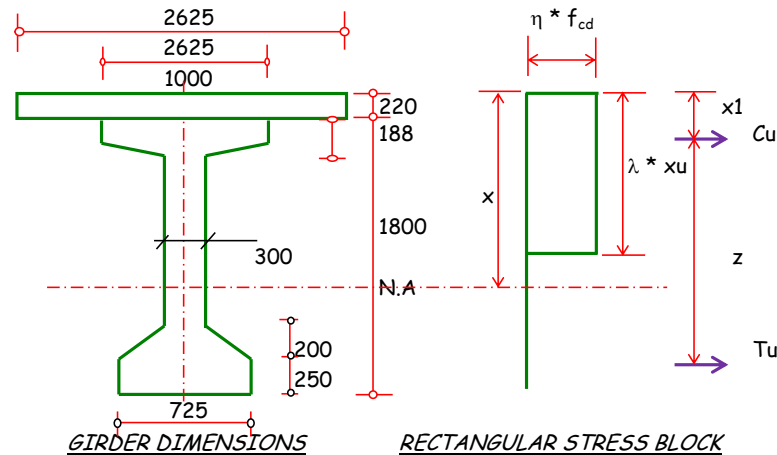 2625
η * fcd
2625
1000
220
x1
188
Cu
λ * xu
x
1800
300
z
N.A
Tu
200
250
725
GIRDER DIMENSIONS
RECTANGULAR STRESS BLOCK